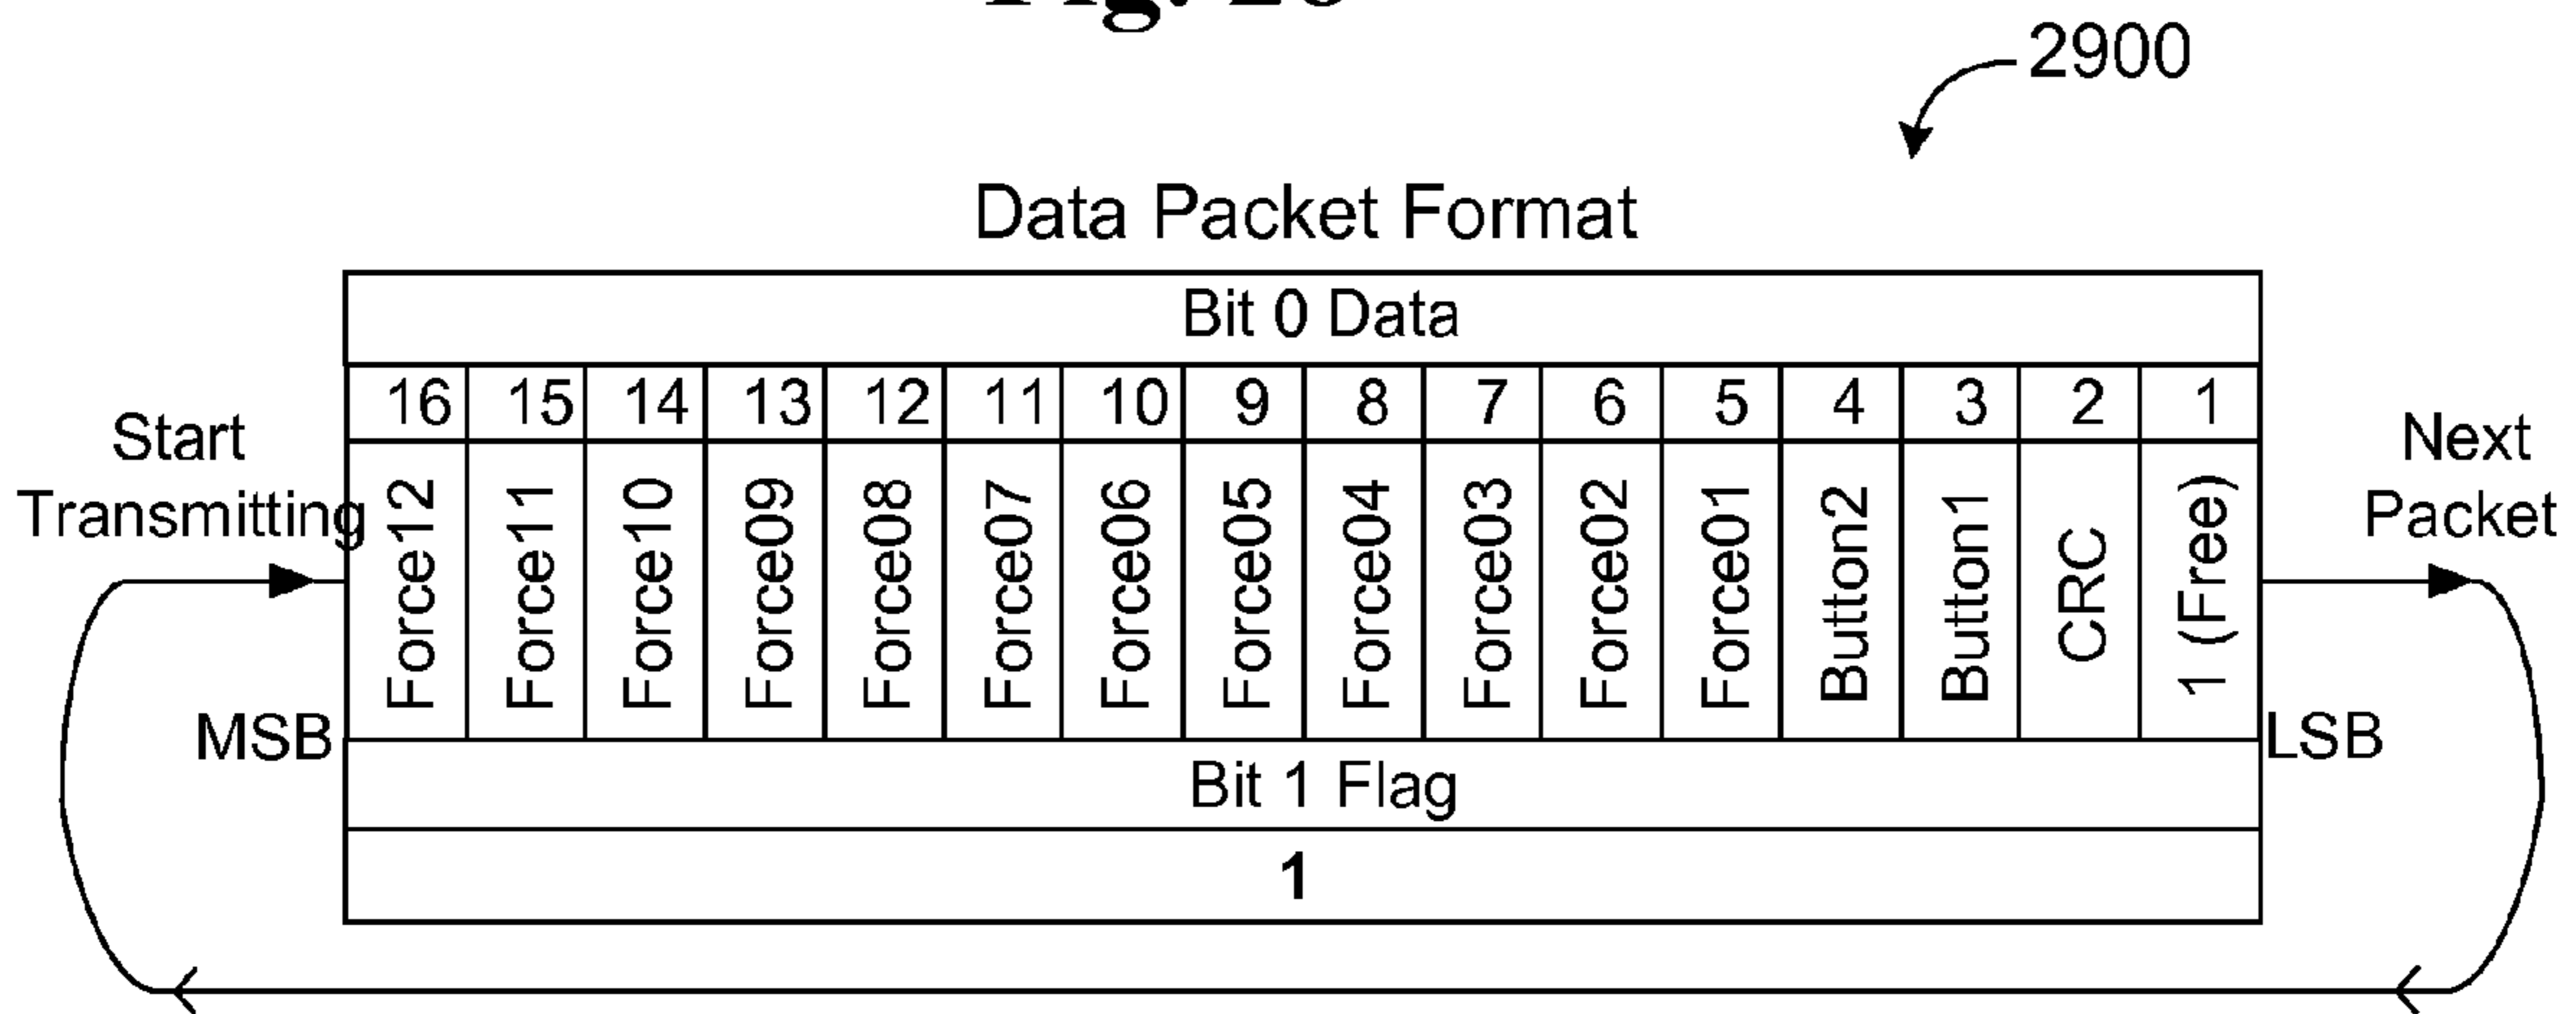 2900
Data Packet Format
Bit 0 Data
16 15 14 13 12 11 10 9 8 7 6 5 4 3 2 1
Start
Transmitting
Force12 Force11 Force10 Force09 Force08 Force07 Force06 Force05 Force04 Force03 Force02 Force01 Button2 Button1 CRC 1 (Free)
Next
Packet
MSB
LSB
Bit 1 Flag
1